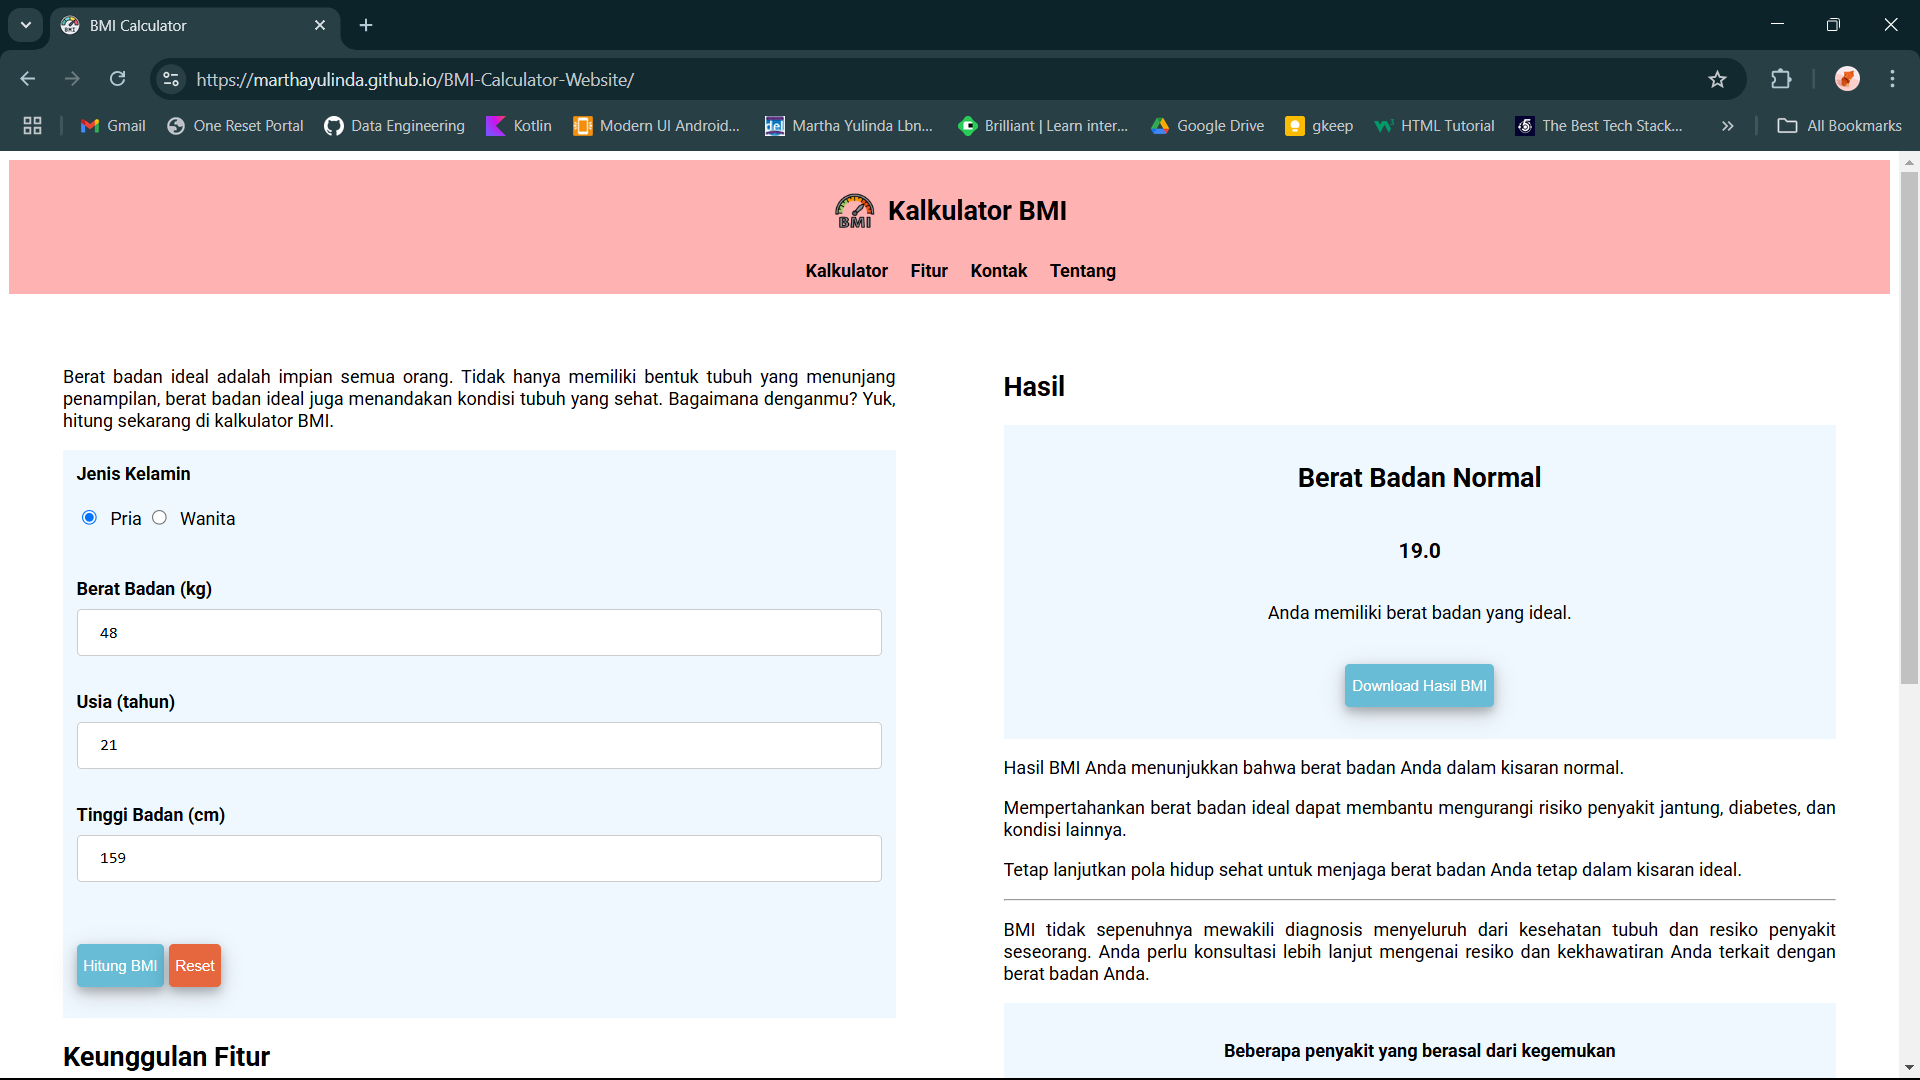 BMI Calculator
https://marthayulinda.github.io/BMI-Calculator-Website/
Gmail
One Reset Portal
Data Engineering
Kotlin
Modern UI Android...
del
Martha Yulinda Lbn...
Brilliant | Learn inter...
Google Drive
gkeep
HTML Tutorial
The Best Tech Stack...
All Bookmarks
BMI
Kalkulator BMI
Kalkulator Fitur Kontak Tentang
Berat badan ideal adalah impian semua orang. Tidak hanya memiliki bentuk tubuh yang menunjang
penampilan, berat badan ideal juga menandakan kondisi tubuh yang sehat. Bagaimana denganmu? Yuk,
hitung sekarang di kalkulator BMI.
Jenis Kelamin
Pria Wanita
Berat Badan (kg)
48
Usia (tahun)
21
Tinggi Badan (cm)
159
Hitung BMI Reset
Keunggulan Fitur
Hasil
Berat Badan Normal
19.0
Anda memiliki berat badan yang ideal.
Download Hasil BMI
Hasil BMI Anda menunjukkan bahwa berat badan Anda dalam kisaran normal.
Mempertahankan berat badan ideal dapat membantu mengurangi risiko penyakit jantung, diabetes, dan
kondisi lainnya.
Tetap lanjutkan pola hidup sehat untuk menjaga berat badan Anda tetap dalam kisaran ideal.
BMI tidak sepenuhnya mewakili diagnosis menyeluruh dari kesehatan tubuh dan resiko penyakit
seseorang. Anda perlu konsultasi lebih lanjut mengenai resiko dan kekhawatiran Anda terkait dengan
berat badan Anda.
Beberapa penyakit yang berasal dari kegemukan